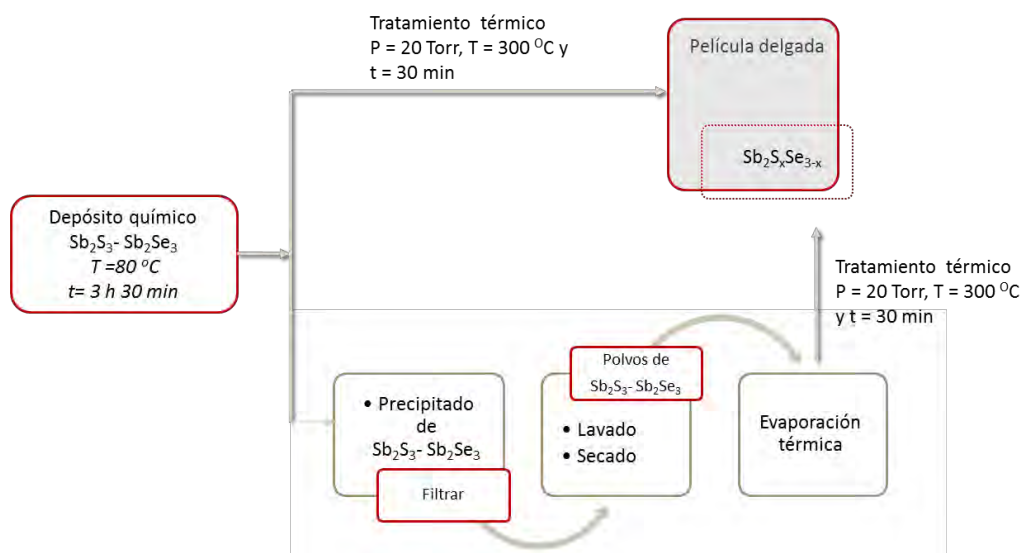 Tratamiento térmico
P = 20 Torr, T = 300 ᴼC y
t = 30 min
Película delgada
Sb₂SₓSe₃₋ₓ
Depósito químico
Sb₂S₃- Sb₂Se₃
T =80 ᵒC
t= 3 h 30 min
Tratamiento térmico
P = 20 Torr, T = 300 ᴼC
y t = 30 min
• Precipitado
de
Sb₂S₃- Sb₂Se₃
Filtrar
Polvos de
Sb₂S₃- Sb₂Se₃
• Lavado
• Secado
Evaporación
térmica